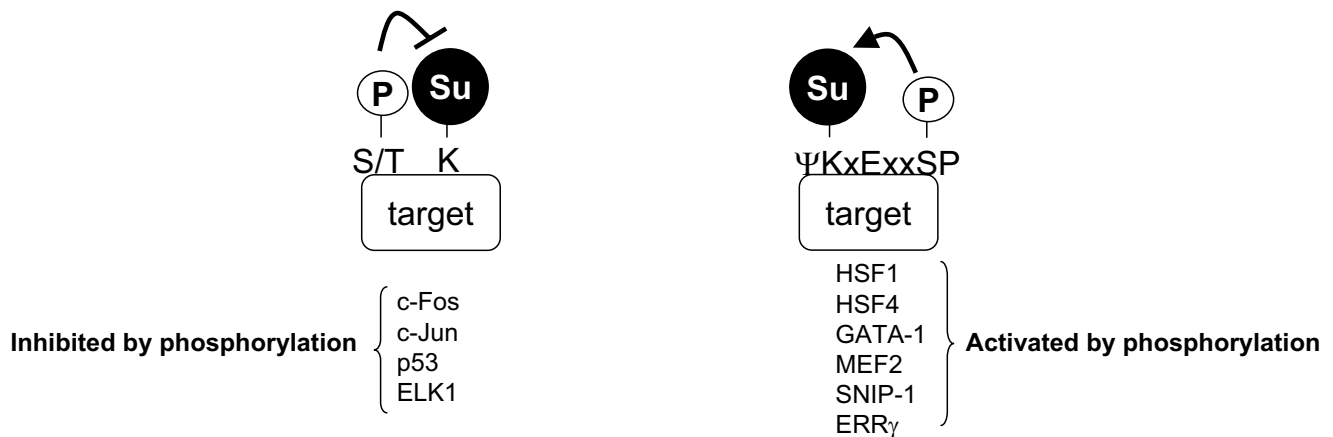 P Su
S/T K
target
Inhibited by phosphorylation
c-Fos
c-Jun
p53
ELK1
Su P
ΨKxExxSP
target
HSF1
HSF4
GATA-1
MEF2
SNIP-1
ERRγ
Activated by phosphorylation